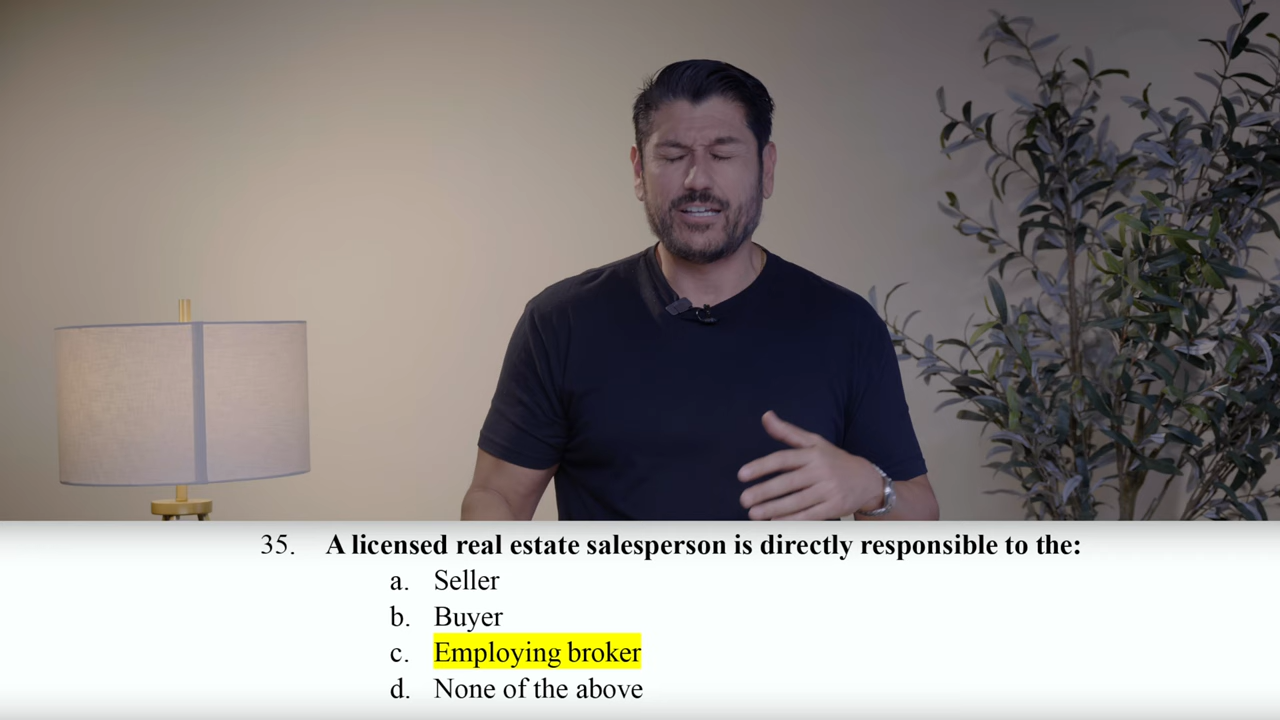 35. A licensed real estate salesperson is directly responsible to the:
a. Seller
b. Buyer
c. Employing broker
d. None of the above